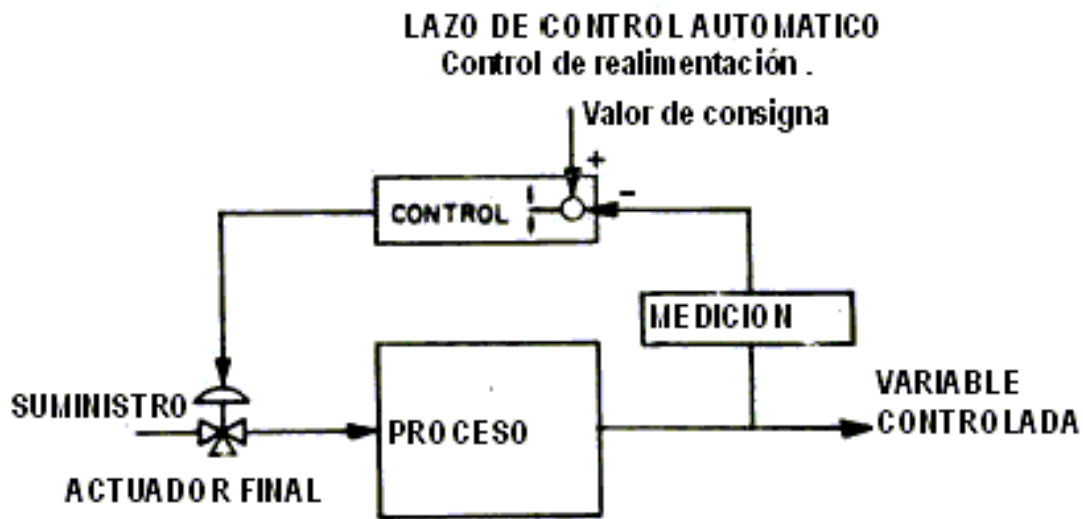 LAZO DE CONTROL AUTOMATICO
Control de realimentación .
Valor de consigna
+
-
CONTROL
MEDICION
SUMINISTRO
PROCESO
VARIABLE
CONTROLADA
ACTUADOR FINAL